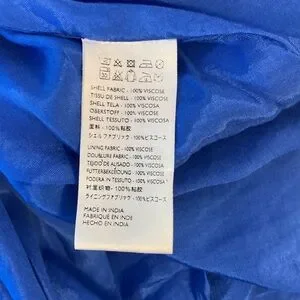 SHELL FABRIC - 100% VISCOSE
TISSU DE SHELL - 100% VISCOSE
SHELL TELA - 100% VISCOSA
OBERSTOFF - 100% VISKOSE
SHELL TESSUTO - 100% VISCOSA
面料 - 100% 粘胶
シェルファブリック - 100% ビスコース
LINING FABRIC - 100% VISCOSE
DOUBLURE FABRIC - 100% VISCOSE
TEJIDO DE ALISADO - 100% VISCOSA
FUTTERBEKLEIDUNG - 100% VISKOSE
FODERA IN TESSUTO - 100% VISCOSA
衬里织物 - 100% 粘胶
ライニングファブリック - 100% ビスコース
MADE IN INDIA
FABRIQUÉ EN INDE
HECHO EN INDIA